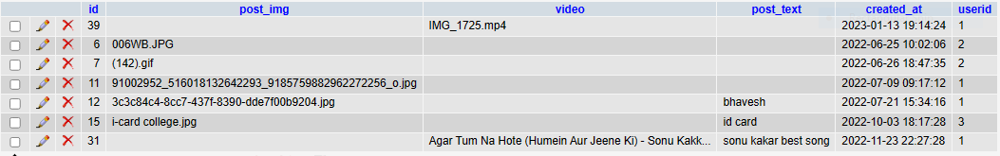 id post_img video post_text created_at userid
39 IMG_1725.mp4 2023-01-13 19:14:24 1
6 006WB.JPG 2022-06-25 10:02:06 2
7 (142).gif 2022-06-26 18:47:35 2
11 91002952_516018132642293_9185759882962272256_o.jpg 2022-07-09 09:17:12 1
12 3c3c84c4-8cc7-437f-8390-dde7f00b9204.jpg bhavesh 2022-07-21 15:34:16 1
15 i-card college.jpg id card 2022-10-03 18:17:28 3
31 Agar Tum Na Hote (Humein Aur Jeene Ki) - Sonu Kakk... sonu kakar best song 2022-11-23 22:27:28 1